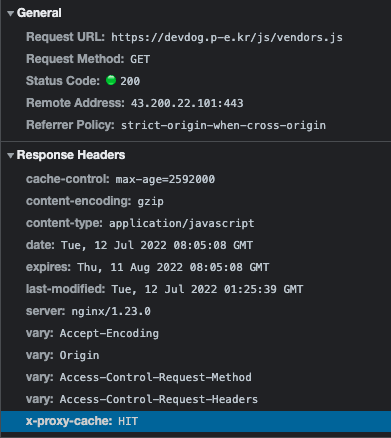 General
Request URL: https://devdog.p-e.kr/js/vendors.js
Request Method: GET
Status Code: 200
Remote Address: 43.200.22.101:443
Referrer Policy: strict-origin-when-cross-origin
Response Headers
cache-control: max-age=2592000
content-encoding: gzip
content-type: application/javascript
date: Tue, 12 Jul 2022 08:05:08 GMT
expires: Thu, 11 Aug 2022 08:05:08 GMT
last-modified: Tue, 12 Jul 2022 01:25:39 GMT
server: nginx/1.23.0
vary: Accept-Encoding
vary: Origin
vary: Access-Control-Request-Method
vary: Access-Control-Request-Headers
x-proxy-cache: HIT